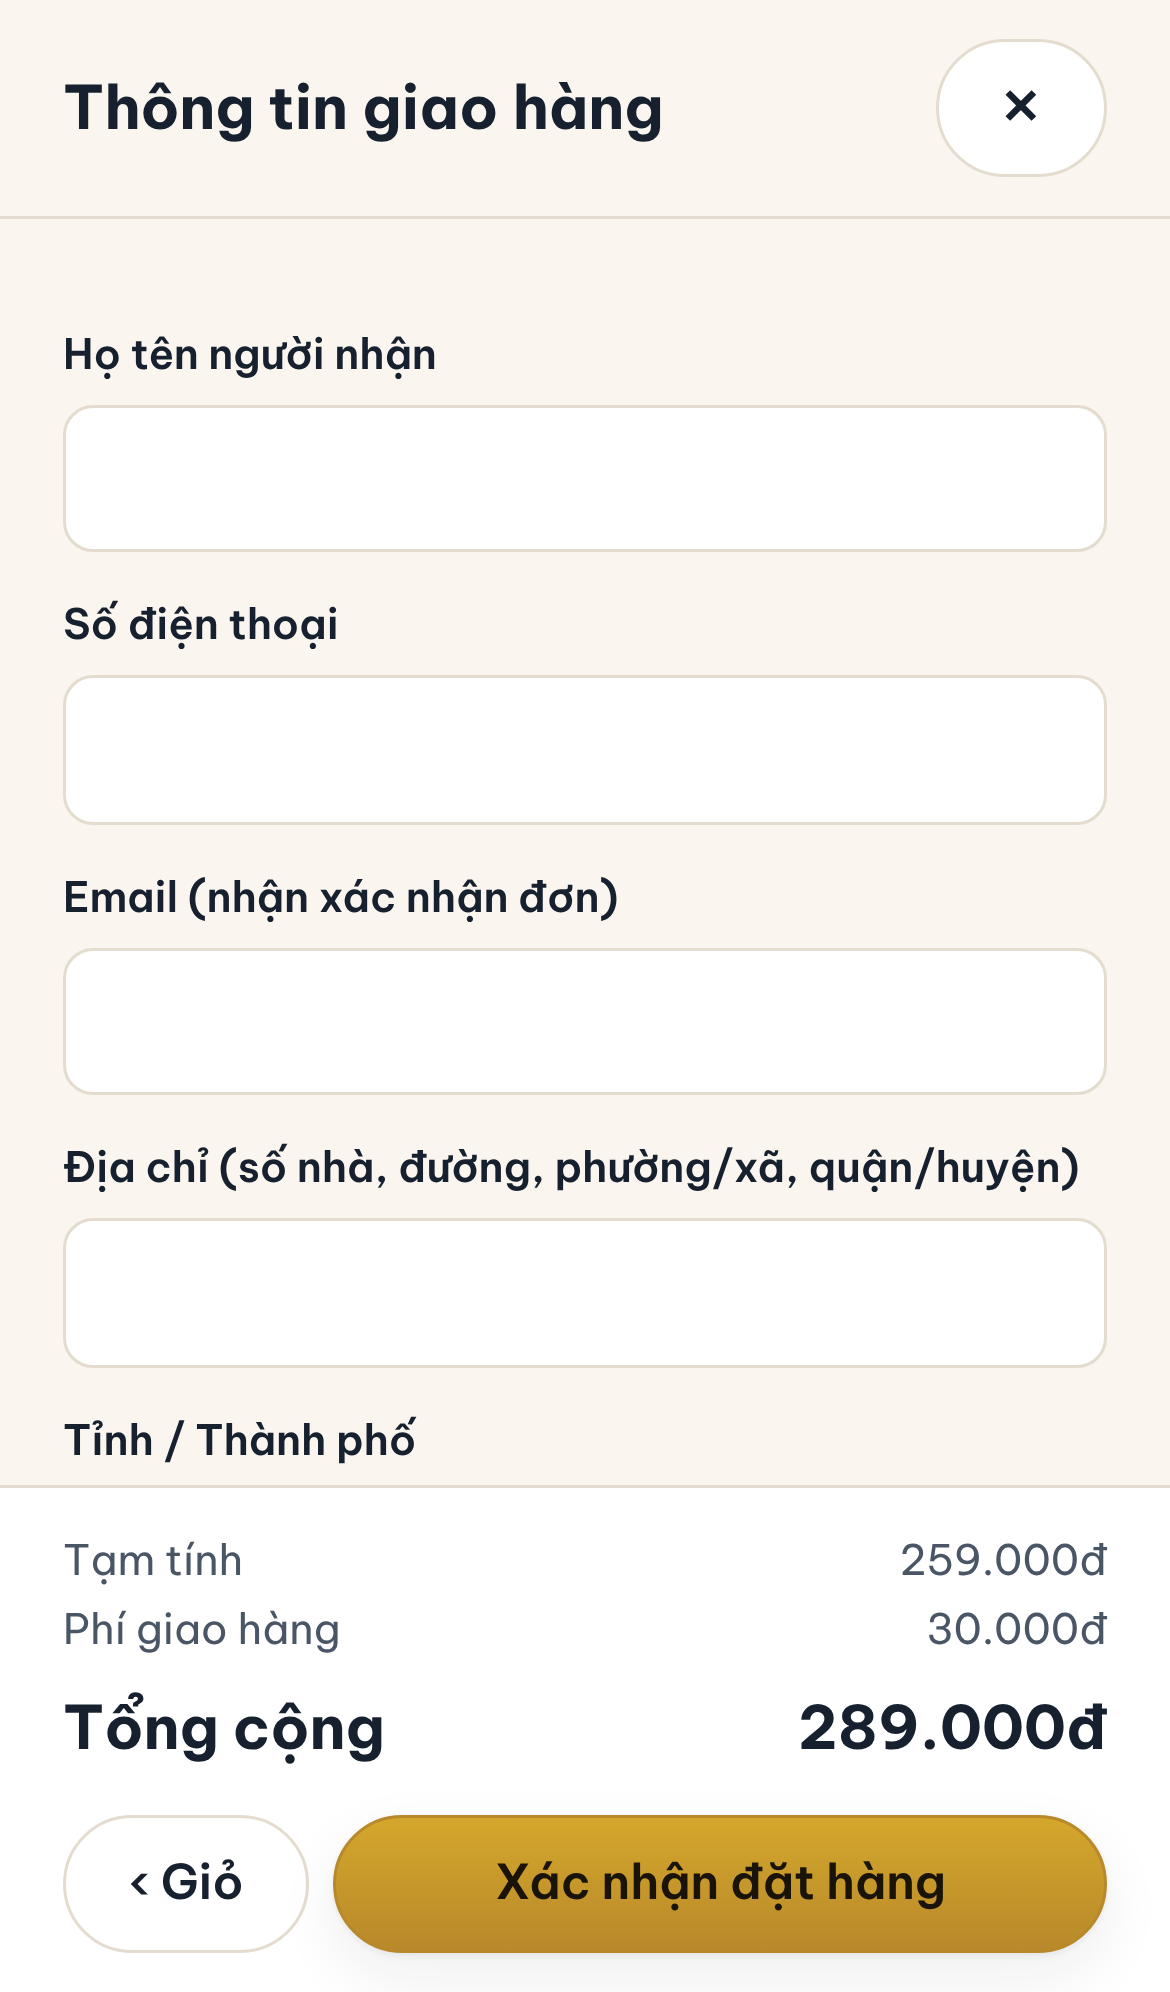 Thông tin giao hàng ✕
Họ tên người nhận
Số điện thoại
Email (nhận xác nhận đơn)
Địa chỉ (số nhà, đường, phường/xã, quận/huyện)
Tỉnh / Thành phố
Tạm tính 259.000đ
Phí giao hàng 30.000đ
Tổng cộng 289.000đ
‹ Giỏ Xác nhận đặt hàng